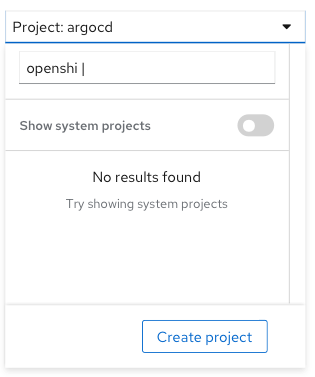 Project: argocd
openshi
Show system projects
No results found
Try showing system projects
Create project